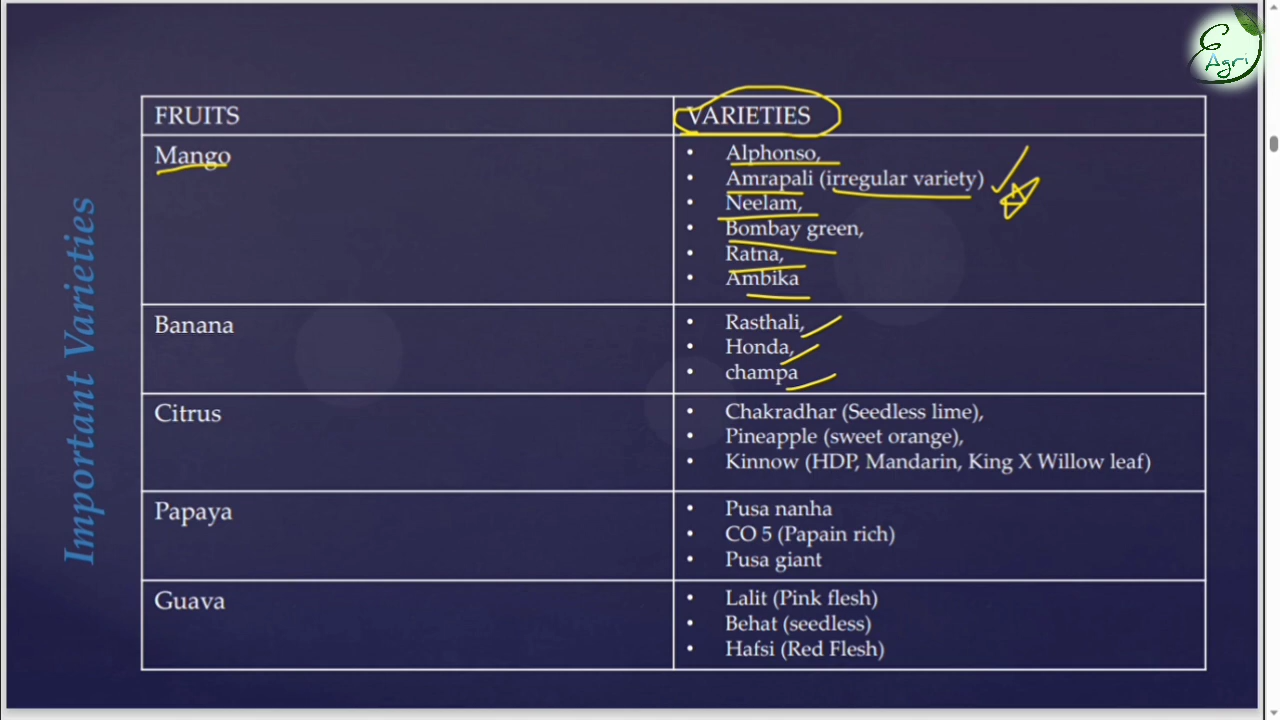 E Agri
Important Varieties
FRUITS
VARIETIES
Mango
• Alphonso,
• Amrapali (irregular variety)
• Neelam,
• Bombay green,
• Ratna,
• Ambika
Banana
• Rasthali,
• Honda,
• champa
Citrus
• Chakradhar (Seedless lime),
• Pineapple (sweet orange),
• Kinnow (HDP, Mandarin, King X Willow leaf)
Papaya
• Pusa nanha
• CO 5 (Papain rich)
• Pusa giant
Guava
• Lalit (Pink flesh)
• Behat (seedless)
• Hafsi (Red Flesh)